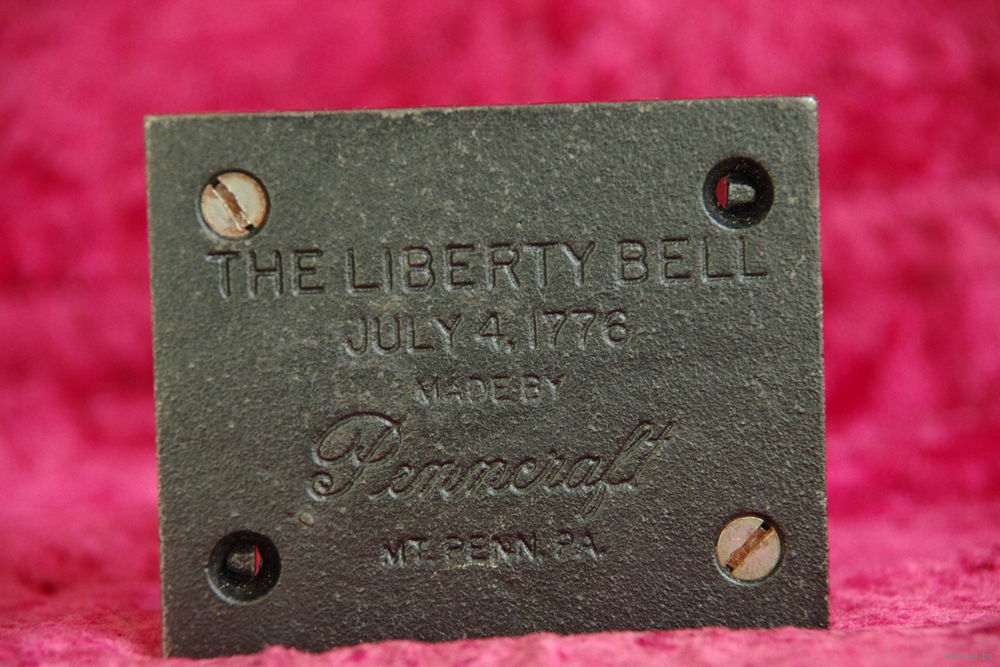 THE LIBERTY BELL
JULY 4, 1776
MADE BY
Penncraft
MT. PENN. PA.